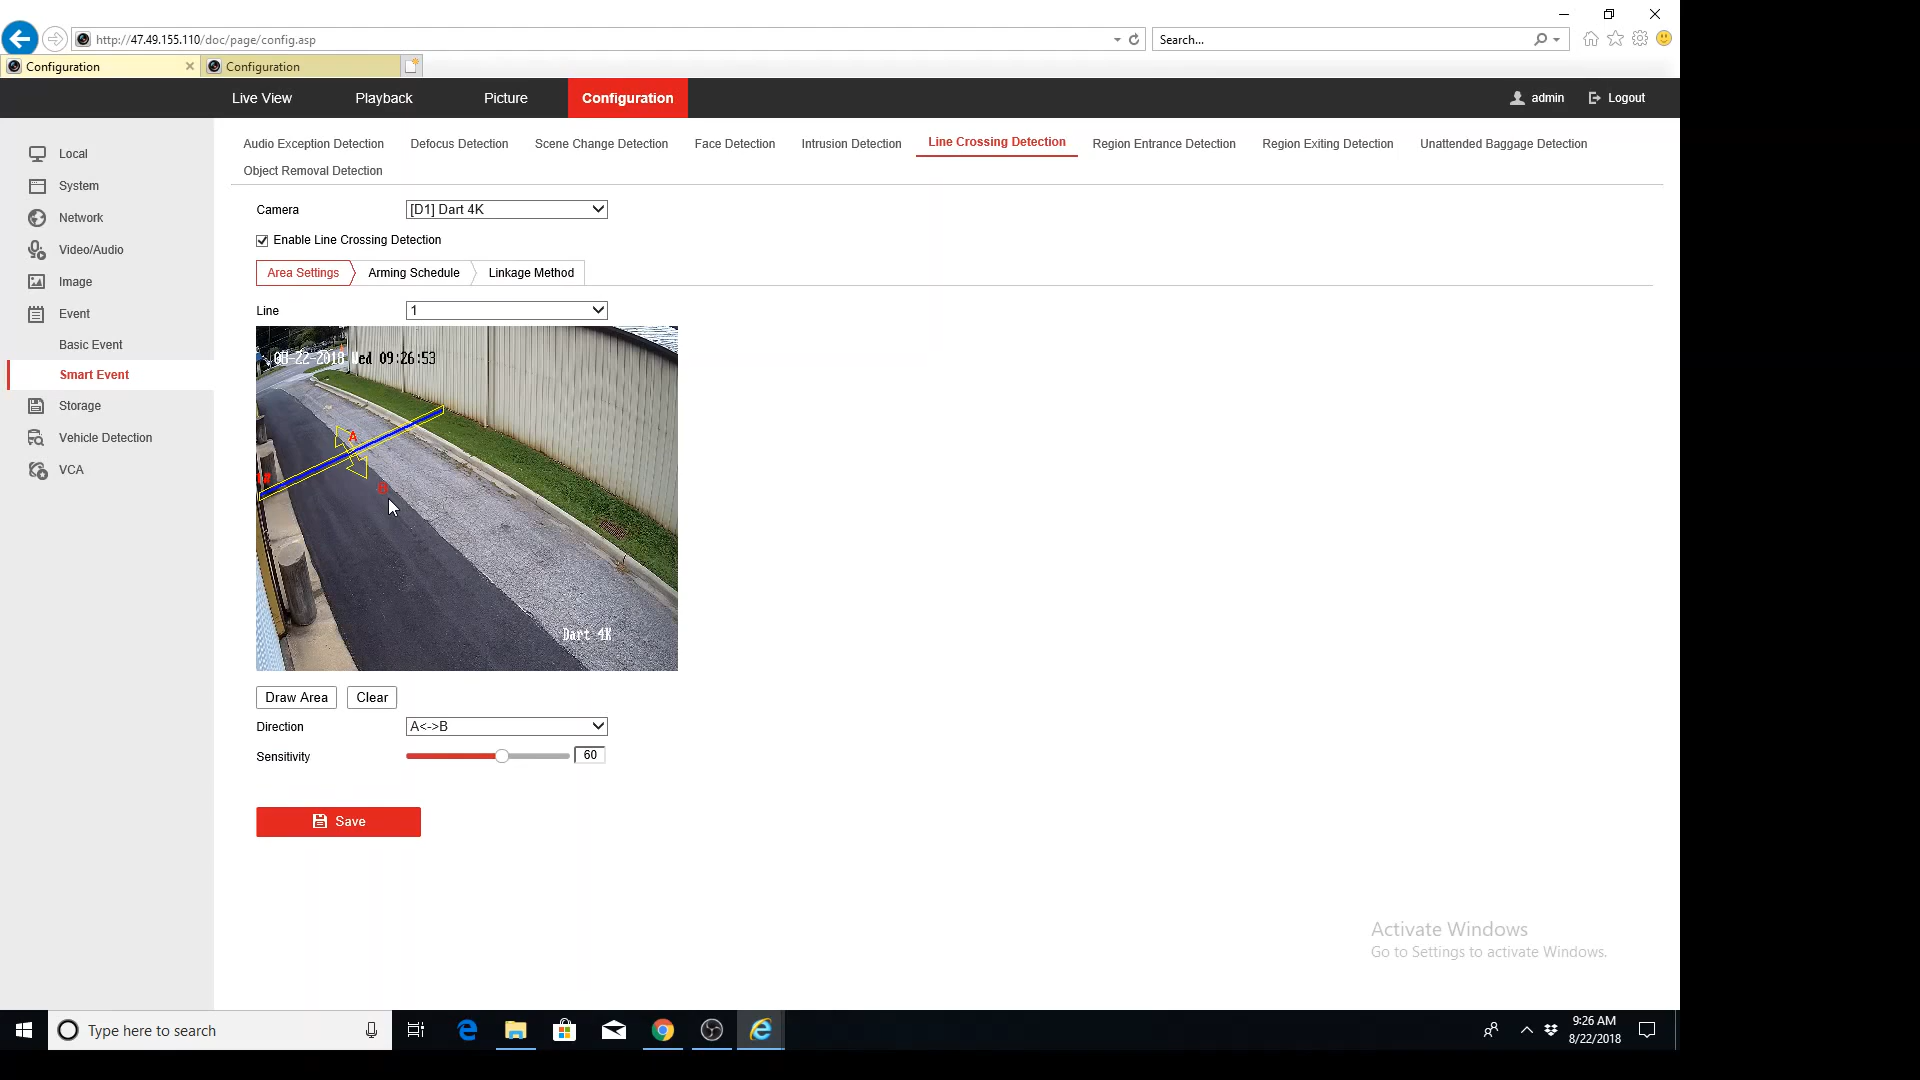 http://47.49.155.110/doc/page/config.asp
Search...
Configuration
Configuration
Live View Playback Picture Configuration
admin Logout
Local
System
Network
Video/Audio
Image
Event
Basic Event
Smart Event
Storage
Vehicle Detection
VCA
Audio Exception Detection Defocus Detection Scene Change Detection Face Detection Intrusion Detection Line Crossing Detection Region Entrance Detection Region Exiting Detection Unattended Baggage Detection
Object Removal Detection
Camera [D1] Dart 4K
Enable Line Crossing Detection
Area Settings Arming Schedule Linkage Method
Line 1
08-22-2018 Wed 09:26:53
A
B
Dart 4K
Draw Area Clear
Direction A<->B
Sensitivity 60
Save
Activate Windows
Go to Settings to activate Windows.
Type here to search
9:26 AM
8/22/2018